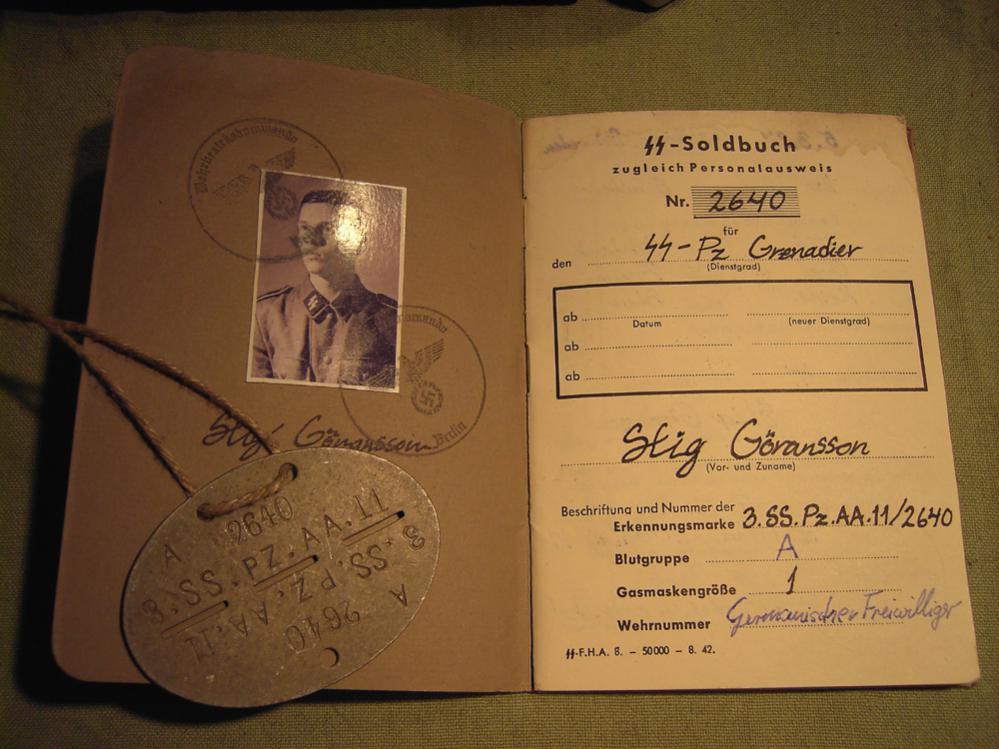 Wehrbezirkskommando
Berlin
Stig Göransson
A
2640
3.SS.PZ.AA.11
3.SS.PZ.AA.11
2640
A
SS-Soldbuch
zugleich Personalausweis
Nr. 2640
für
den SS-Pz Grenadier
(Dienstgrad)
ab
Datum (neuer Dienstgrad)
ab
ab
Stig Göransson
(Vor- und Zuname)
Beschriftung und Nummer der
Erkennungsmarke 3.SS.Pz.AA.11/2640
Blutgruppe A
Gasmaskengröße 1
Wehrnummer Germanischer Freiwilliger
SS-F.H.A. 8. – 50000 – 8. 42.